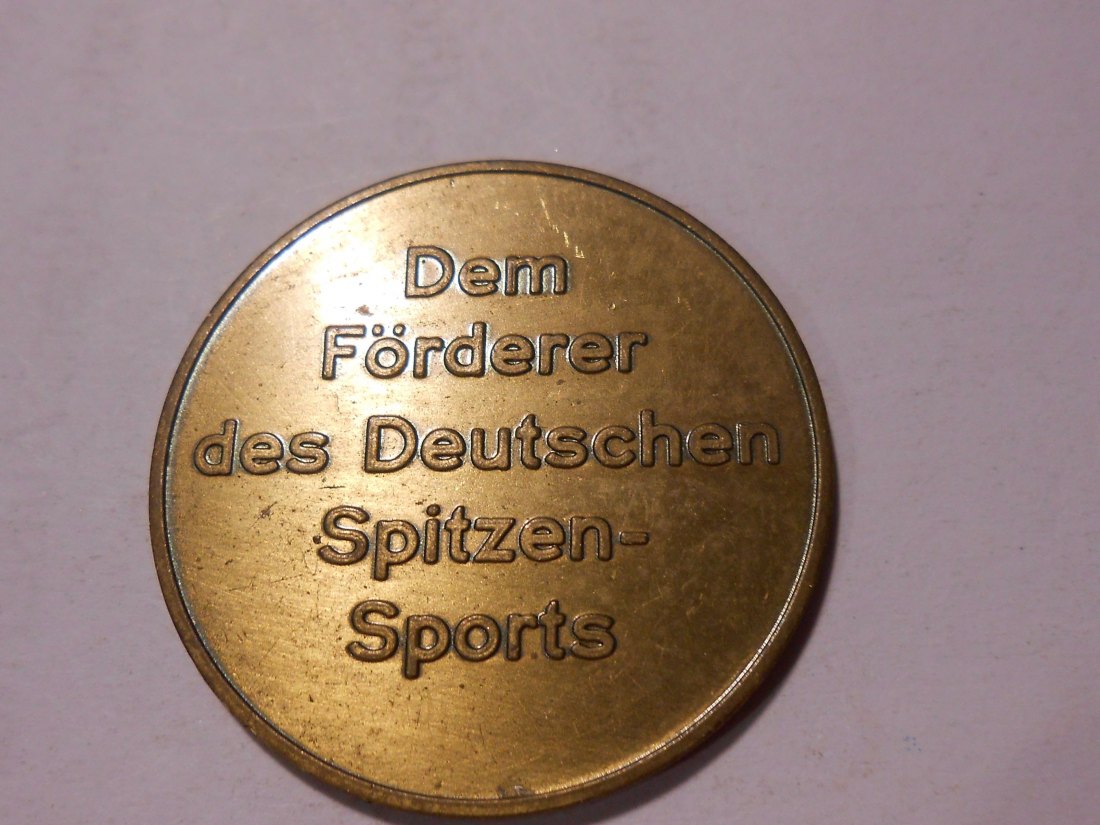 Dem
Förderer
des Deutschen
Spitzen-
Sports